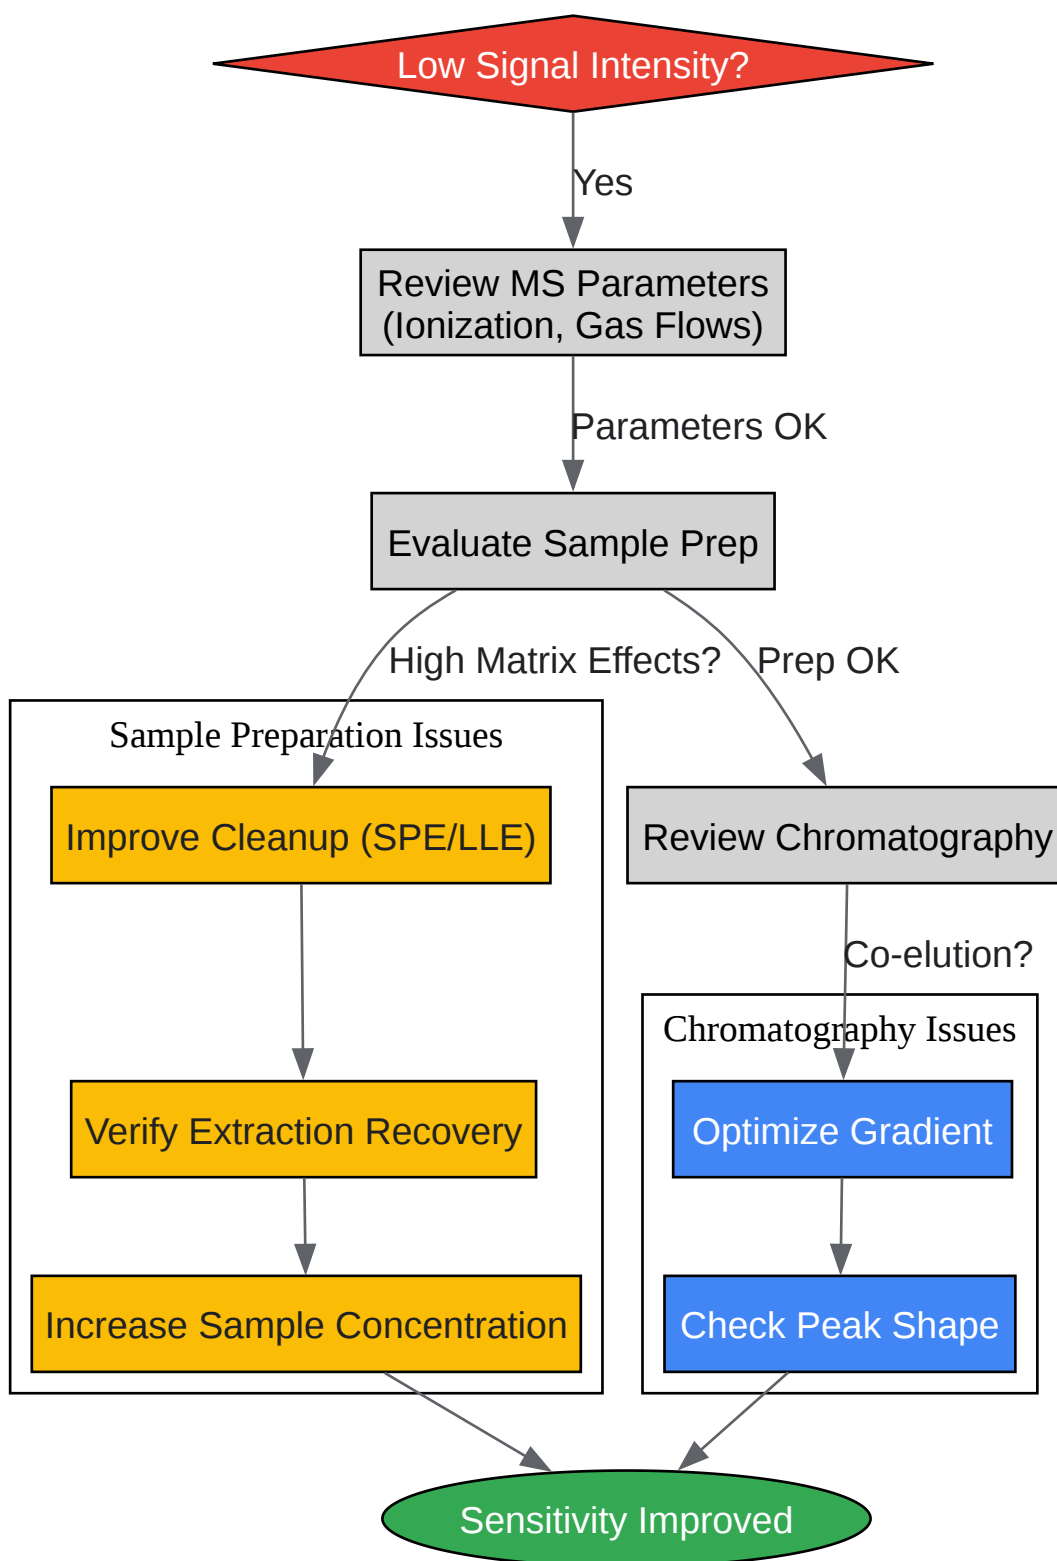 Low Signal Intensity?
Yes
Review MS Parameters
(Ionization, Gas Flows)
Parameters OK
Evaluate Sample Prep
High Matrix Effects?
Prep OK
Sample Preparation Issues
Improve Cleanup (SPE/LLE)
Review Chromatography
Co-elution?
Chromatography Issues
Verify Extraction Recovery
Optimize Gradient
Increase Sample Concentration
Check Peak Shape
Sensitivity Improved